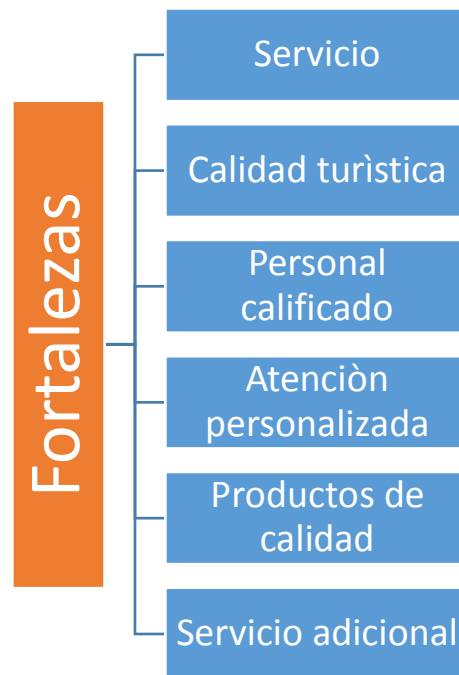 Fortalezas
Servicio
Calidad turìstica
Personal
calificado
Atenciòn
personalizada
Productos de
calidad
Servicio adicional